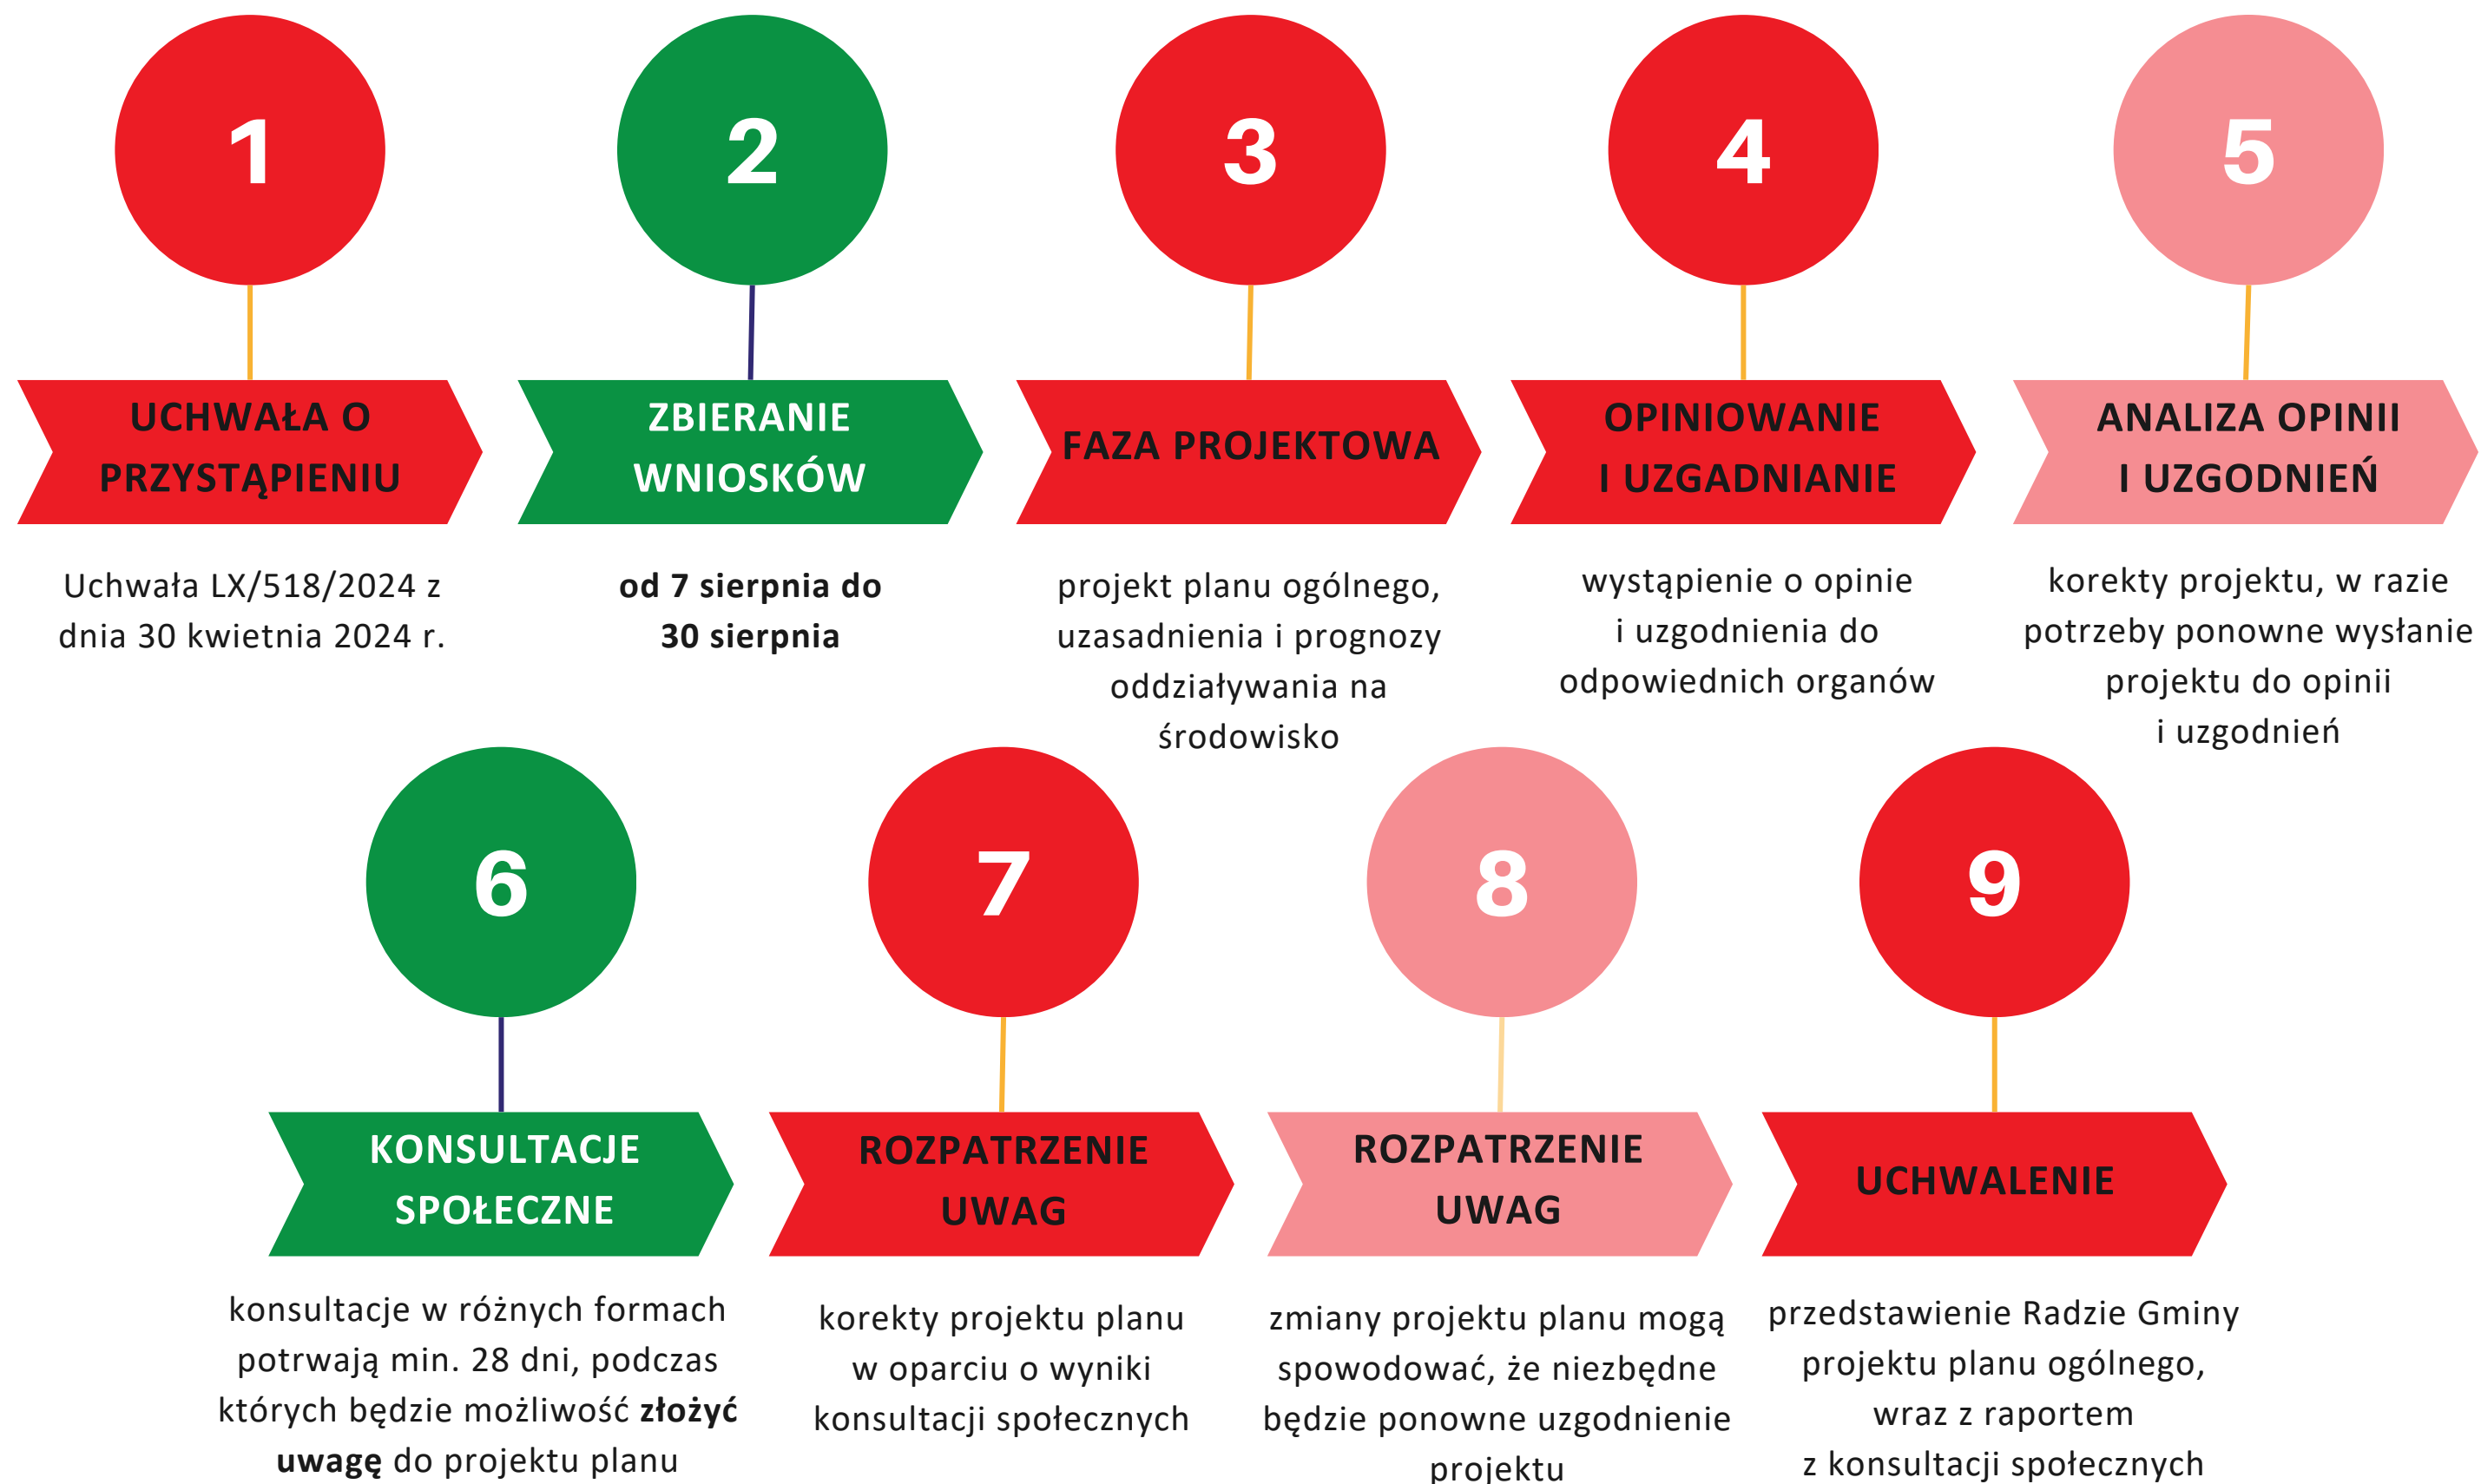 1
UCHWAŁA O
PRZYSTĄPIENIU
Uchwała LX/518/2024 z
dnia 30 kwietnia 2024 r.
2
ZBIERANIE
WNIOSKÓW
od 7 sierpnia do
30 sierpnia
3
FAZA PROJEKTOWA
projekt planu ogólnego,
uzasadnienia i prognozy
oddziaływania na
środowisko
4
OPINIOWANIE
I UZGADNIANIE
wystąpienie o opinie
i uzgodnienia do
odpowiednich organów
5
ANALIZA OPINII
I UZGODNIEŃ
korekty projektu, w razie
potrzeby ponowne wysłanie
projektu do opinii
i uzgodnień
6
KONSULTACJE
SPOŁECZNE
konsultacje w różnych formach
potrwają min. 28 dni, podczas
których będzie możliwość złożyć
uwagę do projektu planu
7
ROZPATRZENIE
UWAG
korekty projektu planu
w oparciu o wyniki
konsultacji społecznych
8
ROZPATRZENIE
UWAG
zmiany projektu planu mogą
spowodować, że niezbędne
będzie ponowne uzgodnienie
projektu
9
UCHWALENIE
przedstawienie Radzie Gminy
projektu planu ogólnego,
wraz z raportem
z konsultacji społecznych